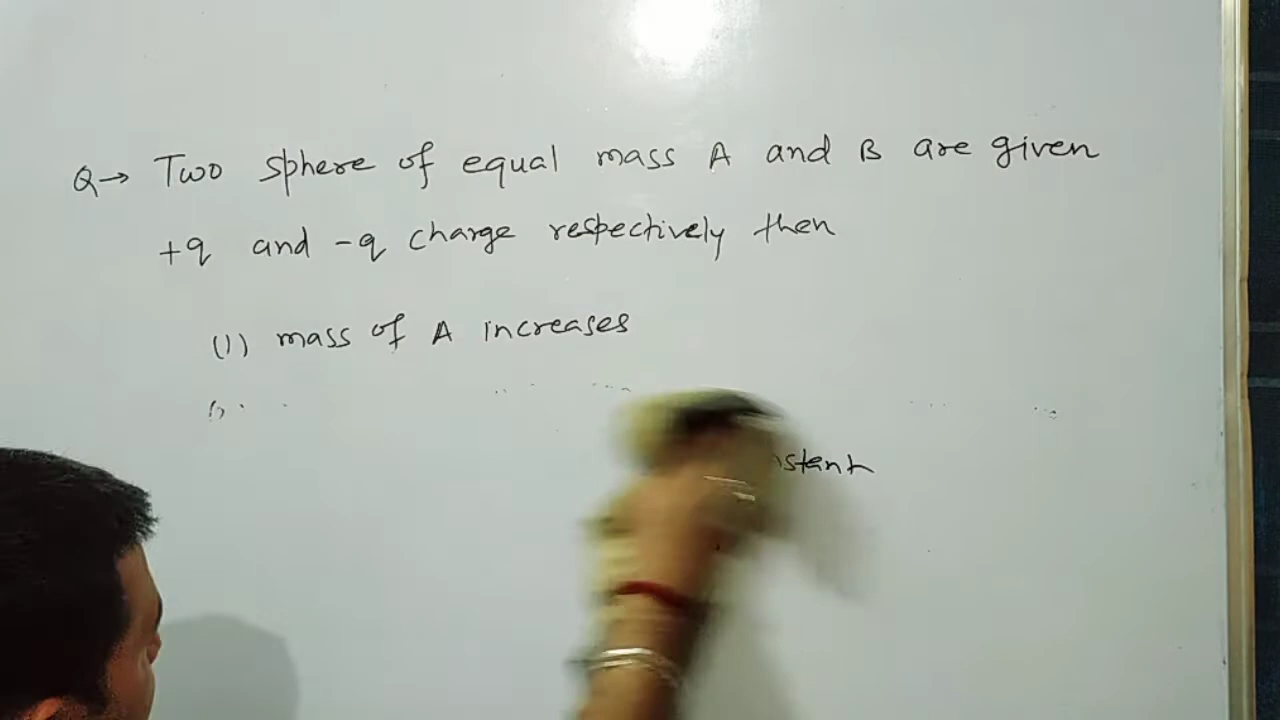 Q→ Two sphere of equal mass A and B are given
+q and -q charge respectively then
(1) mass of A increases